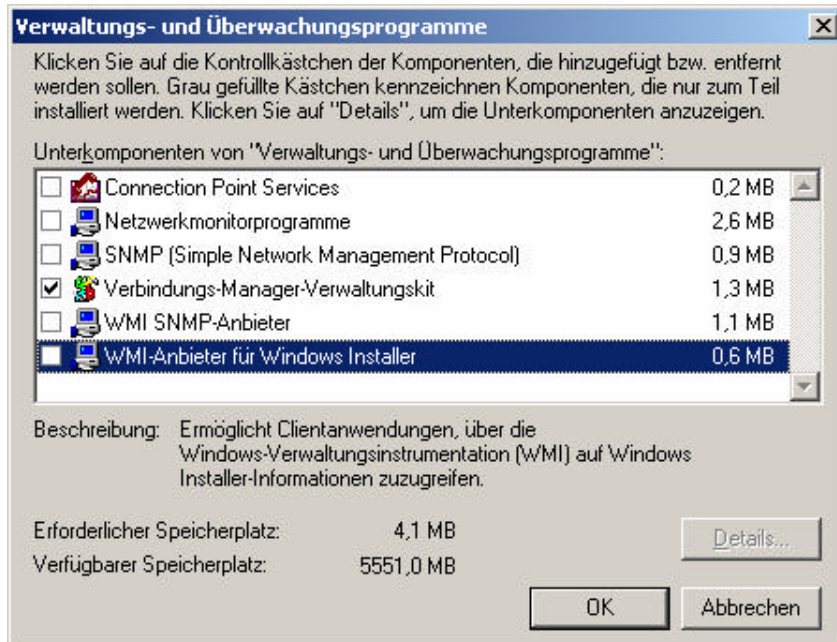 Verwaltungs- und Überwachungsprogramme
Klicken Sie auf die Kontrollkästchen der Komponenten, die hinzugefügt bzw. entfernt
werden sollen. Grau gefüllte Kästchen kennzeichnen Komponenten, die nur zum Teil
installiert werden. Klicken Sie auf "Details", um die Unterkomponenten anzuzeigen.
Unterkomponenten von "Verwaltungs- und Überwachungsprogramme":
Connection Point Services 0,2 MB
Netzwerkmonitorprogramme 2,6 MB
SNMP (Simple Network Management Protocol) 0,9 MB
Verbindungs-Manager-Verwaltungskit 1,3 MB
WMI SNMP-Anbieter 1,1 MB
WMI-Anbieter für Windows Installer 0,6 MB
Beschreibung: Ermöglicht Clientanwendungen, über die
Windows-Verwaltungsinstrumentation (WMI) auf Windows
Installer-Informationen zuzugreifen.
Erforderlicher Speicherplatz: 4,1 MB
Details...
Verfügbarer Speicherplatz: 5551,0 MB
OK Abbrechen